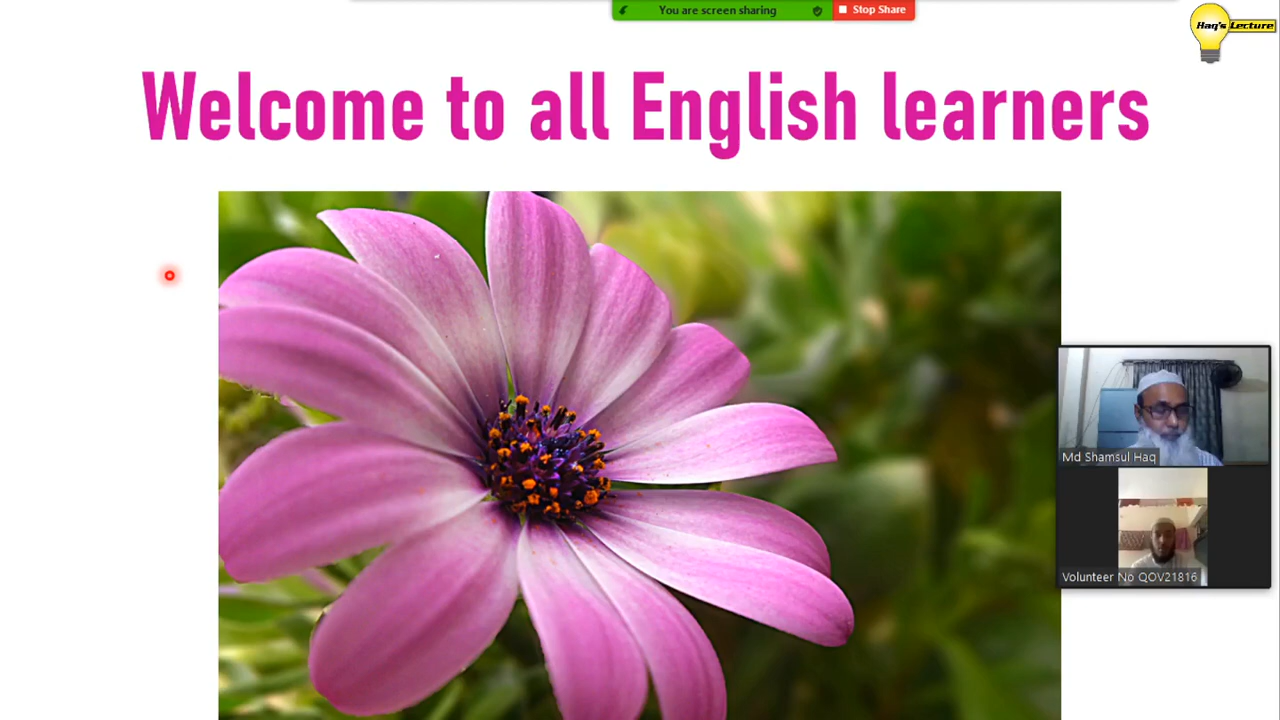 You are screen sharing
Stop Share
Haq's Lecture
Welcome to all English learners
Md Shamsul Haq
Volunteer No QOV21816